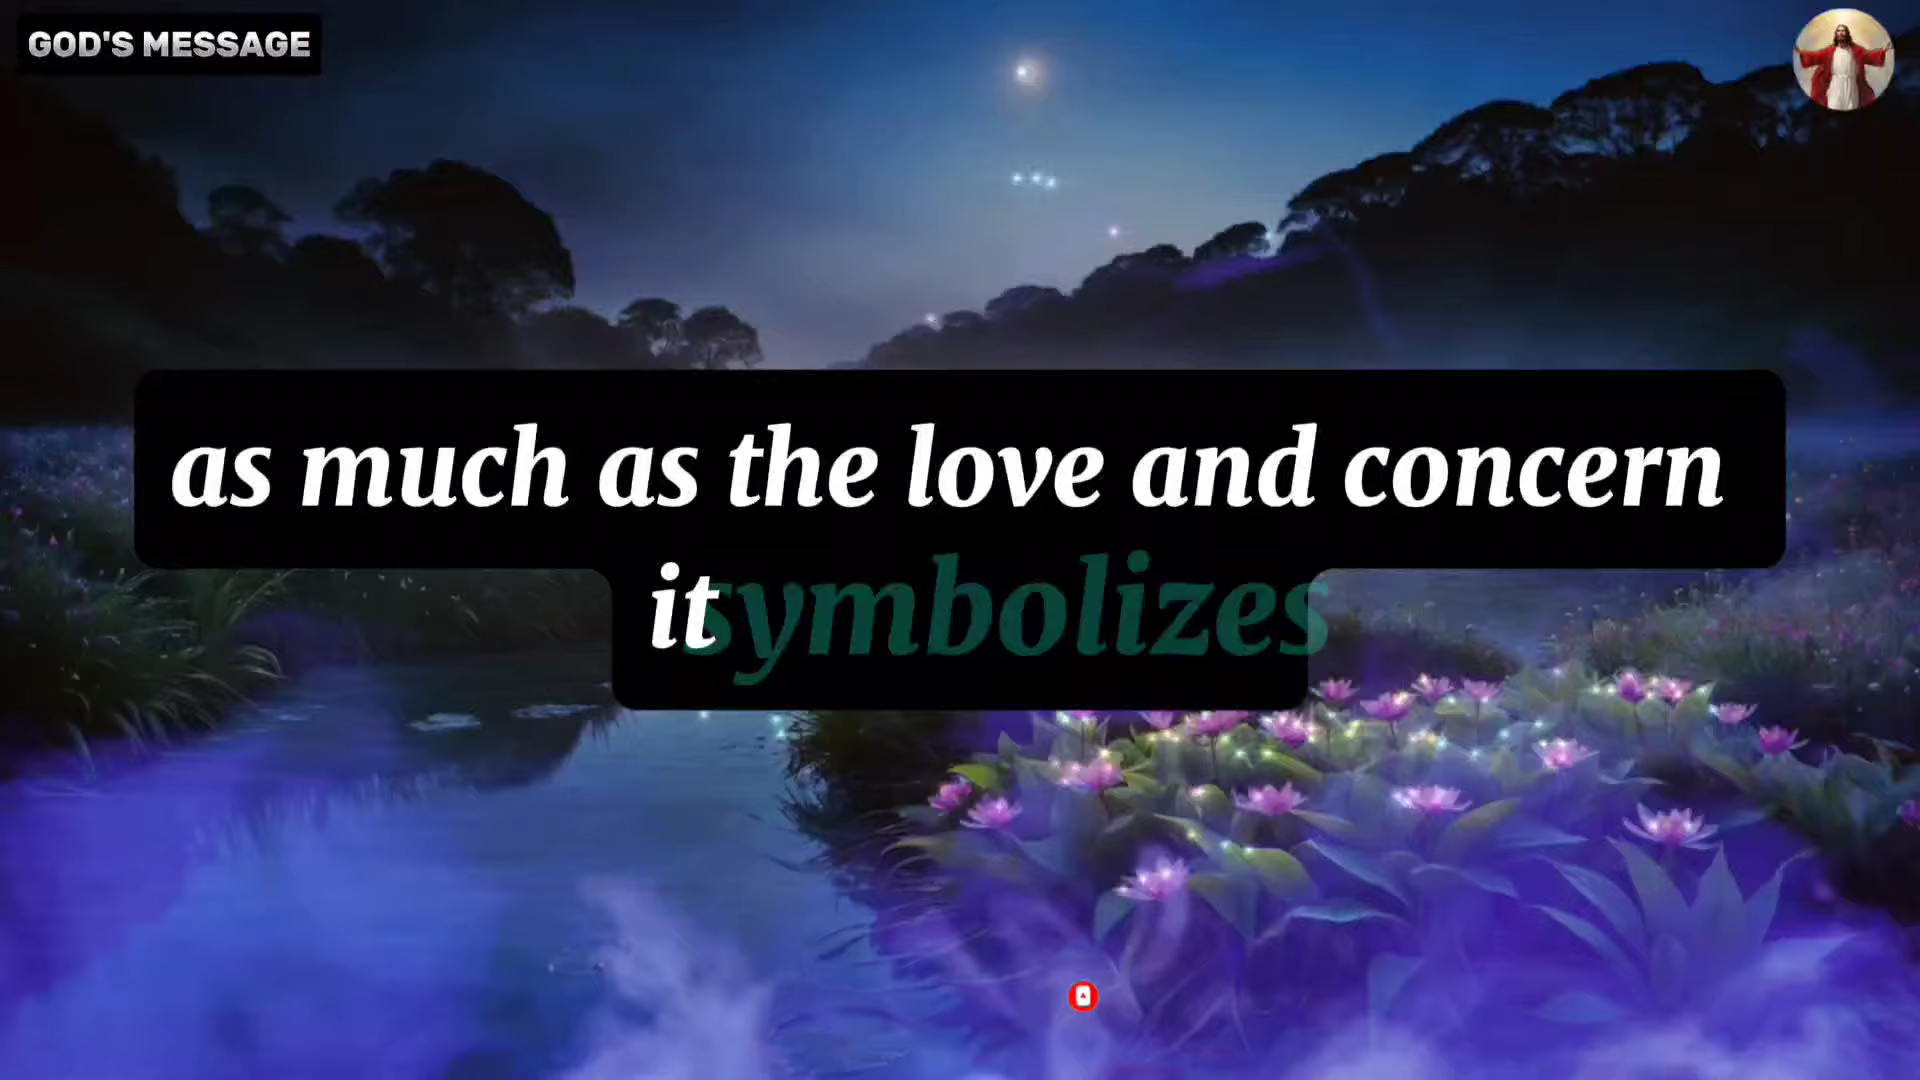 GOD'S MESSAGE
as much as the love and concern
it symbolizes